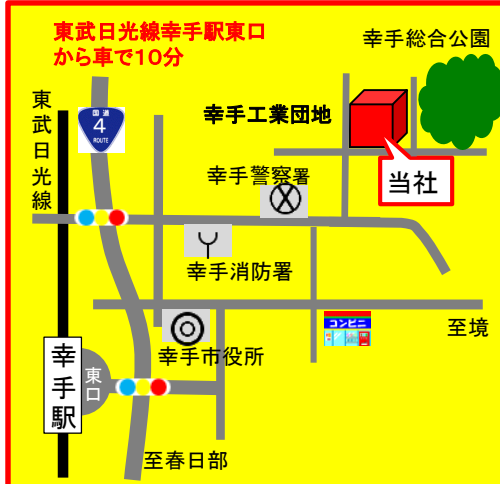 東武日光線幸手駅東口
から車で10分
幸手総合公園
東武日光線
国道
4
ROUTE
幸手工業団地
当社
幸手警察署
幸手消防署
コンビニ
至境
幸手市役所
幸手駅
東口
至春日部